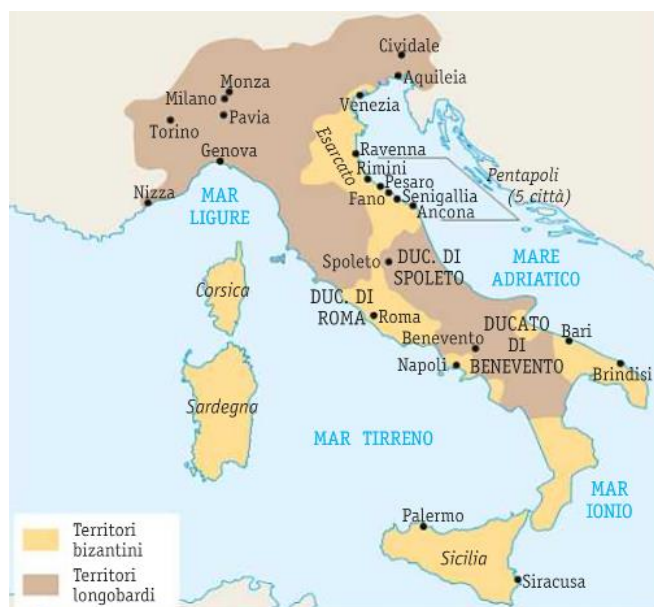 Cividale
Monza
Aquileia
Milano
Venezia
Pavia
Torino
Esarcato
Genova
Ravenna
Rimini
Pentapoli
(5 città)
Pesaro
Nizza
Fano
Senigallia
MAR
LIGURE
Ancona
Spoleto
DUC. DI
SPOLETO
MARE
ADRIATICO
Corsica
DUC. DI
ROMA
Roma
Benevento
DUCATO
DI
BENEVENTO
Bari
Napoli
Brindisi
Sardegna
MAR TIRRENO
MAR
IONIO
Palermo
Sicilia
Siracusa
Territori
bizantini
Territori
longobardi